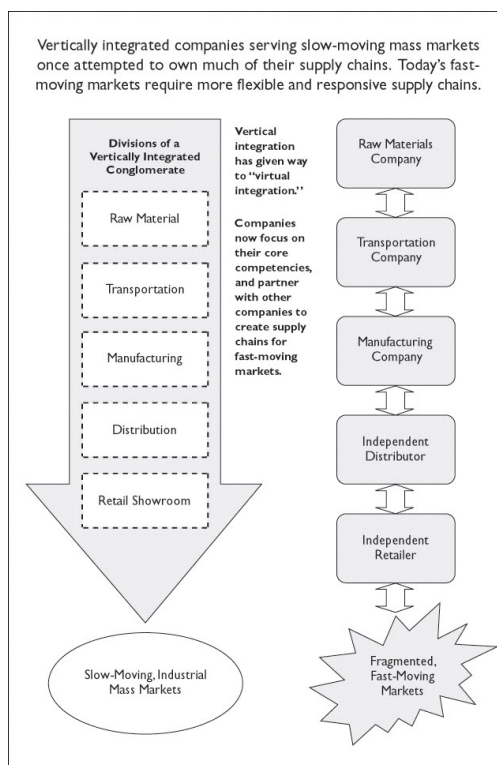 Vertically integrated companies serving slow-moving mass markets
once attempted to own much of their supply chains. Today's fast-
moving markets require more flexible and responsive supply chains.
Divisions of a
Vertically Integrated
Conglomerate
Raw Material
Transportation
Manufacturing
Distribution
Retail Showroom
Slow-Moving, Industrial
Mass Markets
Vertical
integration
has given way
to “virtual
integration.”
Companies
now focus on
their core
competencies,
and partner
with other
companies to
create supply
chains for
fast-moving
markets.
Raw Materials
Company
Transportation
Company
Manufacturing
Company
Independent
Distributor
Independent
Retailer
Fragmented,
Fast-Moving
Markets